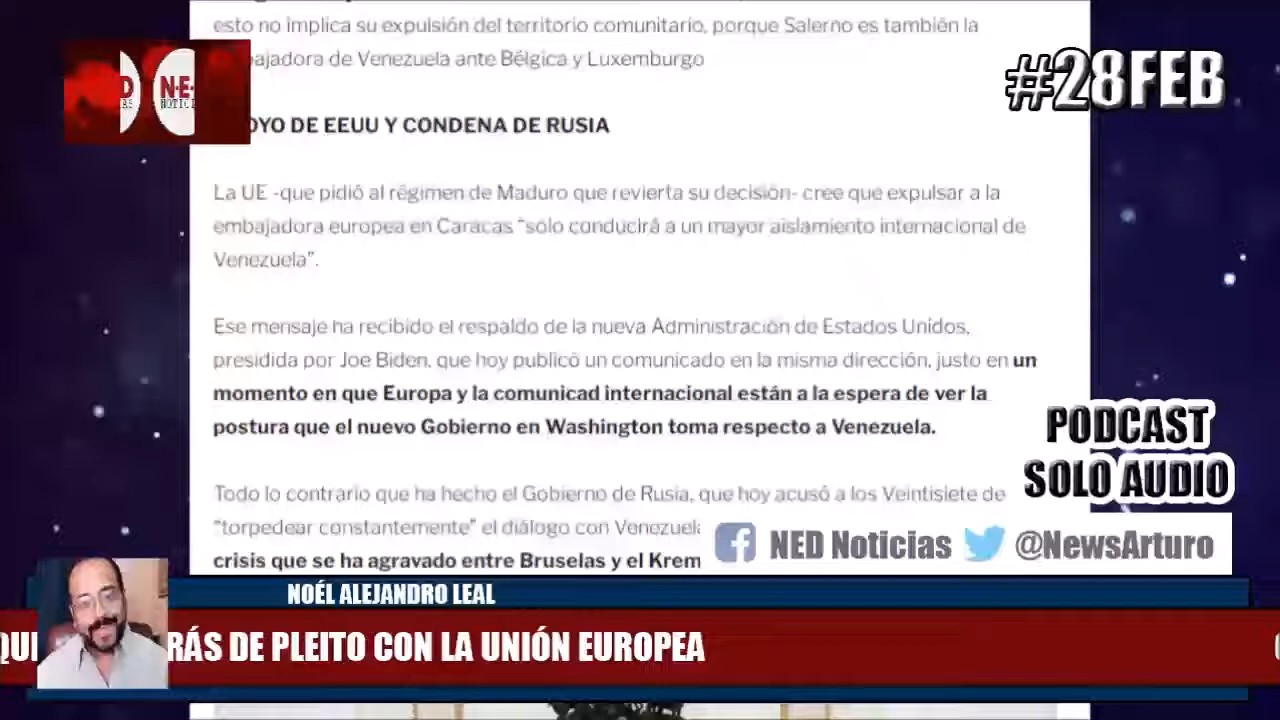 esto no implica su expulsión del territorio comunitario, porque Salerno es también la
bajadora de Venezuela ante Bélgica y Luxemburgo
D N·E·
AS NOTICI
#28FEB
OYO DE EEUU Y CONDENA DE RUSIA
La UE -que pidió al régimen de Maduro que revierta su decisión- cree que expulsar a la
embajadora europea en Caracas “solo conducirá a un mayor aislamiento internacional de
Venezuela”.
Ese mensaje ha recibido el respaldo de la nueva Administración de Estados Unidos,
presidida por Joe Biden, que hoy publicó un comunicado en la misma dirección, justo en un
momento en que Europa y la comunicad internacional están a la espera de ver la
postura que el nuevo Gobierno en Washington toma respecto a Venezuela.
PODCAST
SOLO AUDIO
Todo lo contrario que ha hecho el Gobierno de Rusia, que hoy acusó a los Veintisiete de
“torpedear constantemente” el diálogo con Venezuela
crisis que se ha agravado entre Bruselas y el Krem
NED Noticias @NewsArturo
NOÉL ALEJANDRO LEAL
QUI RÁS DE PLEITO CON LA UNIÓN EUROPEA